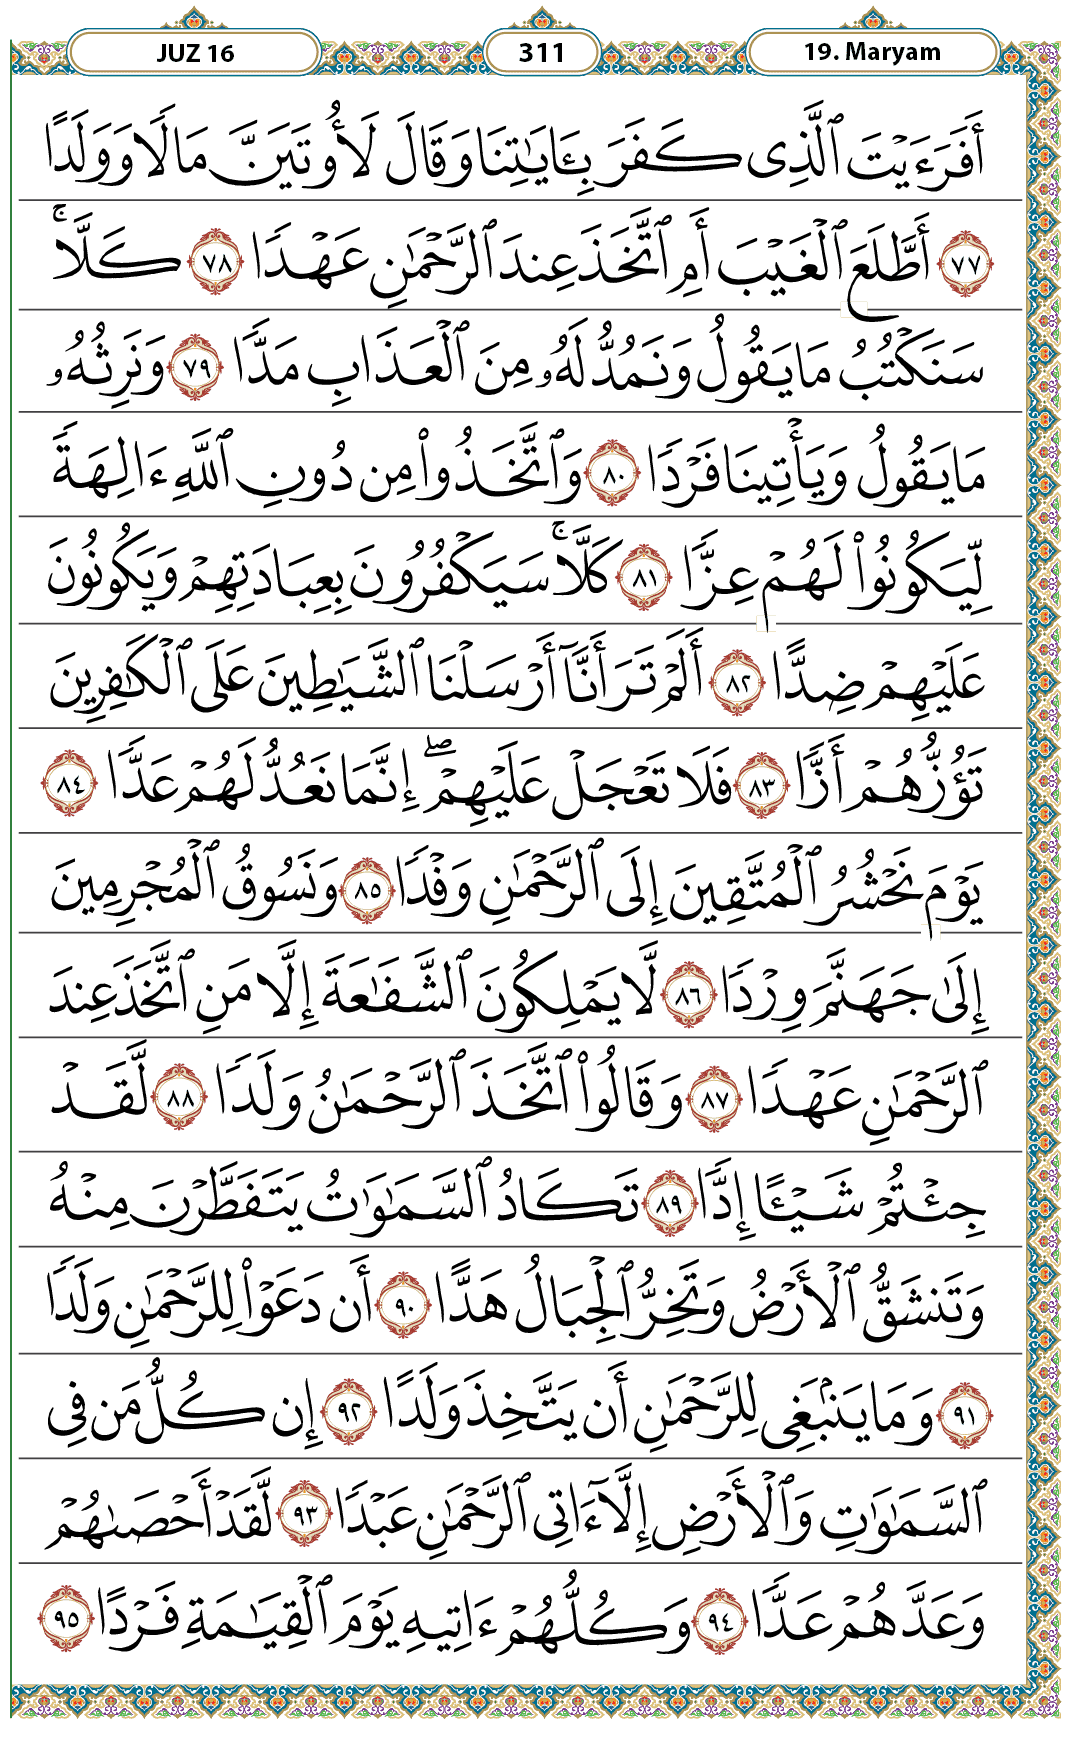 JUZ 16
311
19. Maryam
أَفَرَءَيْتَ ٱلَّذِى كَفَرَ بِـَٔايَٰتِنَا وَقَالَ لَأُوتَيَنَّ مَالًا وَوَلَدًا
٧٧ أَطَّلَعَ ٱلْغَيْبَ أَمِ ٱتَّخَذَ عِندَ ٱلرَّحْمَٰنِ عَهْدًا ٧٨ كَلَّا ۚ
سَنَكْتُبُ مَا يَقُولُ وَنَمُدُّ لَهُۥ مِنَ ٱلْعَذَابِ مَدًّا ٧٩ وَنَرِثُهُۥ
مَا يَقُولُ وَيَأْتِينَا فَرْدًا ٨٠ وَٱتَّخَذُوا۟ مِن دُونِ ٱللَّهِ ءَالِهَةً
لِّيَكُونُوا۟ لَهُمْ عِزًّا ٨١ كَلَّا ۚ سَيَكْفُرُونَ بِعِبَادَتِهِمْ وَيَكُونُونَ
عَلَيْهِمْ ضِدًّا ٨٢ أَلَمْ تَرَ أَنَّآ أَرْسَلْنَا ٱلشَّيَٰطِينَ عَلَى ٱلْكَٰفِرِينَ
تَؤُزُّهُمْ أَزًّا ٨٣ فَلَا تَعْجَلْ عَلَيْهِمْ ۖ إِنَّمَا نَعُدُّ لَهُمْ عَدًّا ٨٤
يَوْمَ نَحْشُرُ ٱلْمُتَّقِينَ إِلَى ٱلرَّحْمَٰنِ وَفْدًا ٨٥ وَنَسُوقُ ٱلْمُجْرِمِينَ
إِلَىٰ جَهَنَّمَ وِرْدًا ٨٦ لَّا يَمْلِكُونَ ٱلشَّفَٰعَةَ إِلَّا مَنِ ٱتَّخَذَ عِندَ
ٱلرَّحْمَٰنِ عَهْدًا ٨٧ وَقَالُوا۟ ٱتَّخَذَ ٱلرَّحْمَٰنُ وَلَدًا ٨٨ لَّقَدْ
جِئْتُمْ شَيْـًٔا إِدًّا ٨٩ تَكَادُ ٱلسَّمَٰوَٰتُ يَتَفَطَّرْنَ مِنْهُ
وَتَنشَقُّ ٱلْأَرْضُ وَتَخِرُّ ٱلْجِبَالُ هَدًّا ٩٠ أَن دَعَوْا۟ لِلرَّحْمَٰنِ وَلَدًا
٩١ وَمَا يَنۢبَغِى لِلرَّحْمَٰنِ أَن يَتَّخِذَ وَلَدًا ٩٢ إِن كُلُّ مَن فِى
ٱلسَّمَٰوَٰتِ وَٱلْأَرْضِ إِلَّآ ءَاتِى ٱلرَّحْمَٰنِ عَبْدًا ٩٣ لَّقَدْ أَحْصَىٰهُمْ
وَعَدَّهُمْ عَدًّا ٩٤ وَكُلُّهُمْ ءَاتِيهِ يَوْمَ ٱلْقِيَٰمَةِ فَرْدًا ٩٥